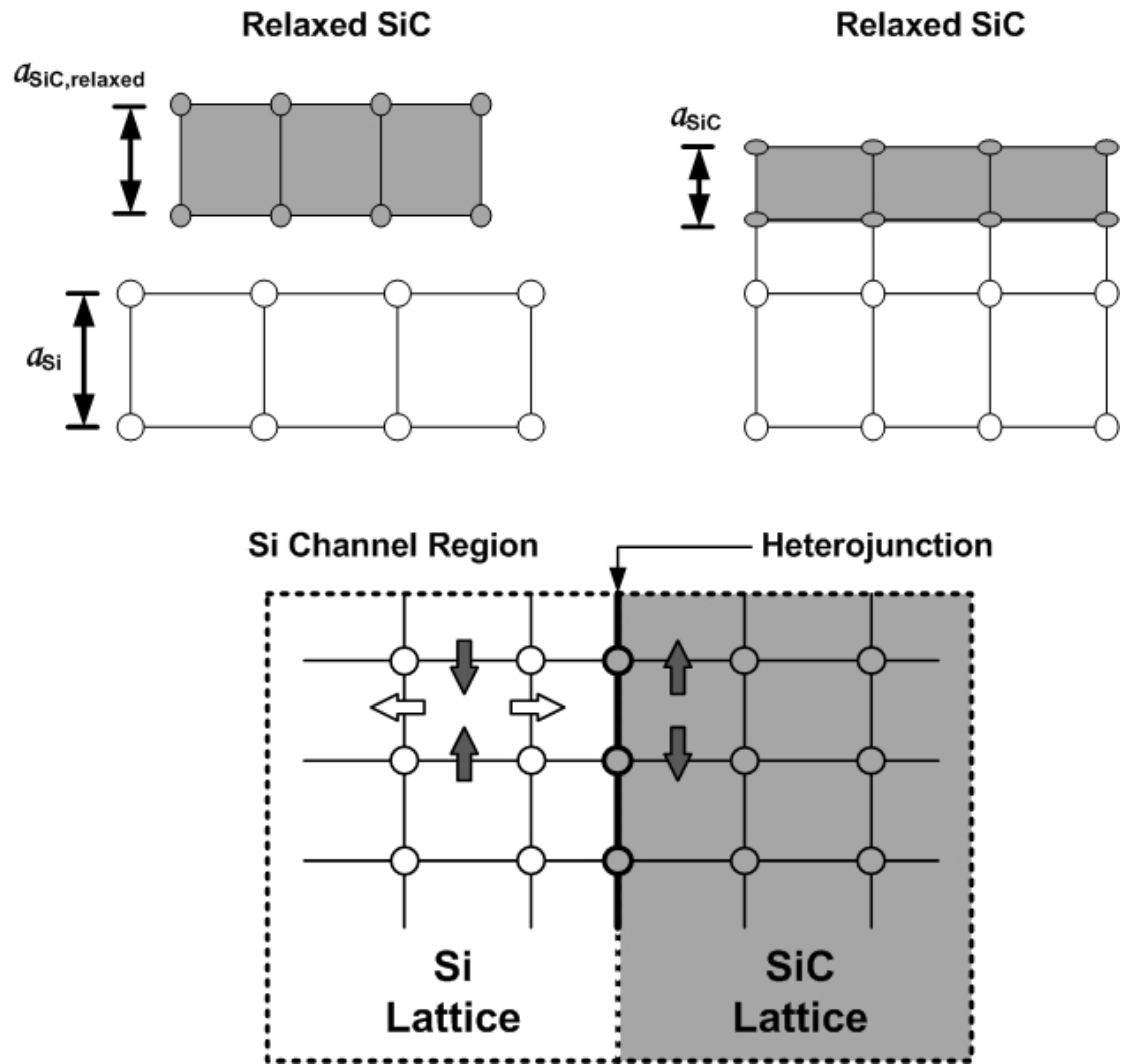 Relaxed SiC
Relaxed SiC
aSiC,relaxed
aSiC
aSi
Si Channel Region
Heterojunction
Si
Lattice
SiC
Lattice